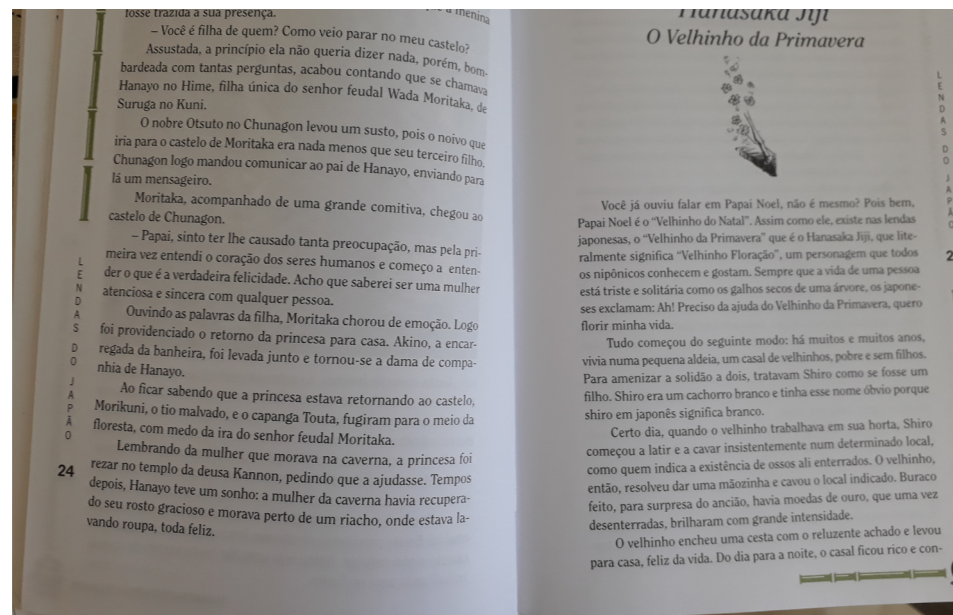 a menina
fosse trazida à sua presença.
– Você é filha de quem? Como veio parar no meu castelo?
Assustada, a princípio ela não queria dizer nada, porém, bom-
bardeada com tantas perguntas, acabou contando que se chamava
Hanayo no Hime, filha única do senhor feudal Wada Moritaka, de
Suruga no Kuni.
O nobre Otsuto no Chunagon levou um susto, pois o noivo que
iria para o castelo de Moritaka era nada menos que seu terceiro filho.
Chunagon logo mandou comunicar ao pai de Hanayo, enviando para
lá um mensageiro.
Moritaka, acompanhado de uma grande comitiva, chegou ao
castelo de Chunagon.
– Papai, sinto ter lhe causado tanta preocupação, mas pela pri-
meira vez entendi o coração dos seres humanos e começo a enten-
der o que é a verdadeira felicidade. Acho que saberei ser uma mulher
atenciosa e sincera com qualquer pessoa.
Ouvindo as palavras da filha, Moritaka chorou de emoção. Logo
foi providenciado o retorno da princesa para casa. Akino, a encar-
regada da banheira, foi levada junto e tornou-se a dama de compa-
nhia de Hanayo.
Ao ficar sabendo que a princesa estava retornando ao castelo,
Morikuni, o tio malvado, e o capanga Touta, fugiram para o meio da
floresta, com medo da ira do senhor feudal Moritaka.
Lembrando da mulher que morava na caverna, a princesa foi
rezar no templo da deusa Kannon, pedindo que a ajudasse. Tempos
depois, Hanayo teve um sonho: a mulher da caverna havia recupera-
do seu rosto gracioso e morava perto de um riacho, onde estava la-
vando roupa, toda feliz.
LENDAS DO JAPÃO
24
Hanasaka Jiji
O Velhinho da Primavera
Você já ouviu falar em Papai Noel, não é mesmo? Pois bem,
Papai Noel é o “Velhinho do Natal”. Assim como ele, existe nas lendas
japonesas, o “Velhinho da Primavera” que é o Hanasaka Jiji, que lite-
ralmente significa “Velhinho Floração”, um personagem que todos
os nipônicos conhecem e gostam. Sempre que a vida de uma pessoa
está triste e solitária como os galhos secos de uma árvore, os japone-
ses exclamam: Ah! Preciso da ajuda do Velhinho da Primavera, quero
florir minha vida.
Tudo começou do seguinte modo: há muitos e muitos anos,
vivia numa pequena aldeia, um casal de velhinhos, pobre e sem filhos.
Para amenizar a solidão a dois, tratavam Shiro como se fosse um
filho. Shiro era um cachorro branco e tinha esse nome óbvio porque
shiro em japonês significa branco.
Certo dia, quando o velhinho trabalhava em sua horta, Shiro
começou a latir e a cavar insistentemente num determinado local,
como quem indica a existência de ossos ali enterrados. O velhinho,
então, resolveu dar uma mãozinha e cavou o local indicado. Buraco
feito, para surpresa do ancião, havia moedas de ouro, que uma vez
desenterradas, brilharam com grande intensidade.
O velhinho encheu uma cesta com o reluzente achado e levou
para casa, feliz da vida. Do dia para a noite, o casal ficou rico e con-
LENDAS DO JAPÃO
2